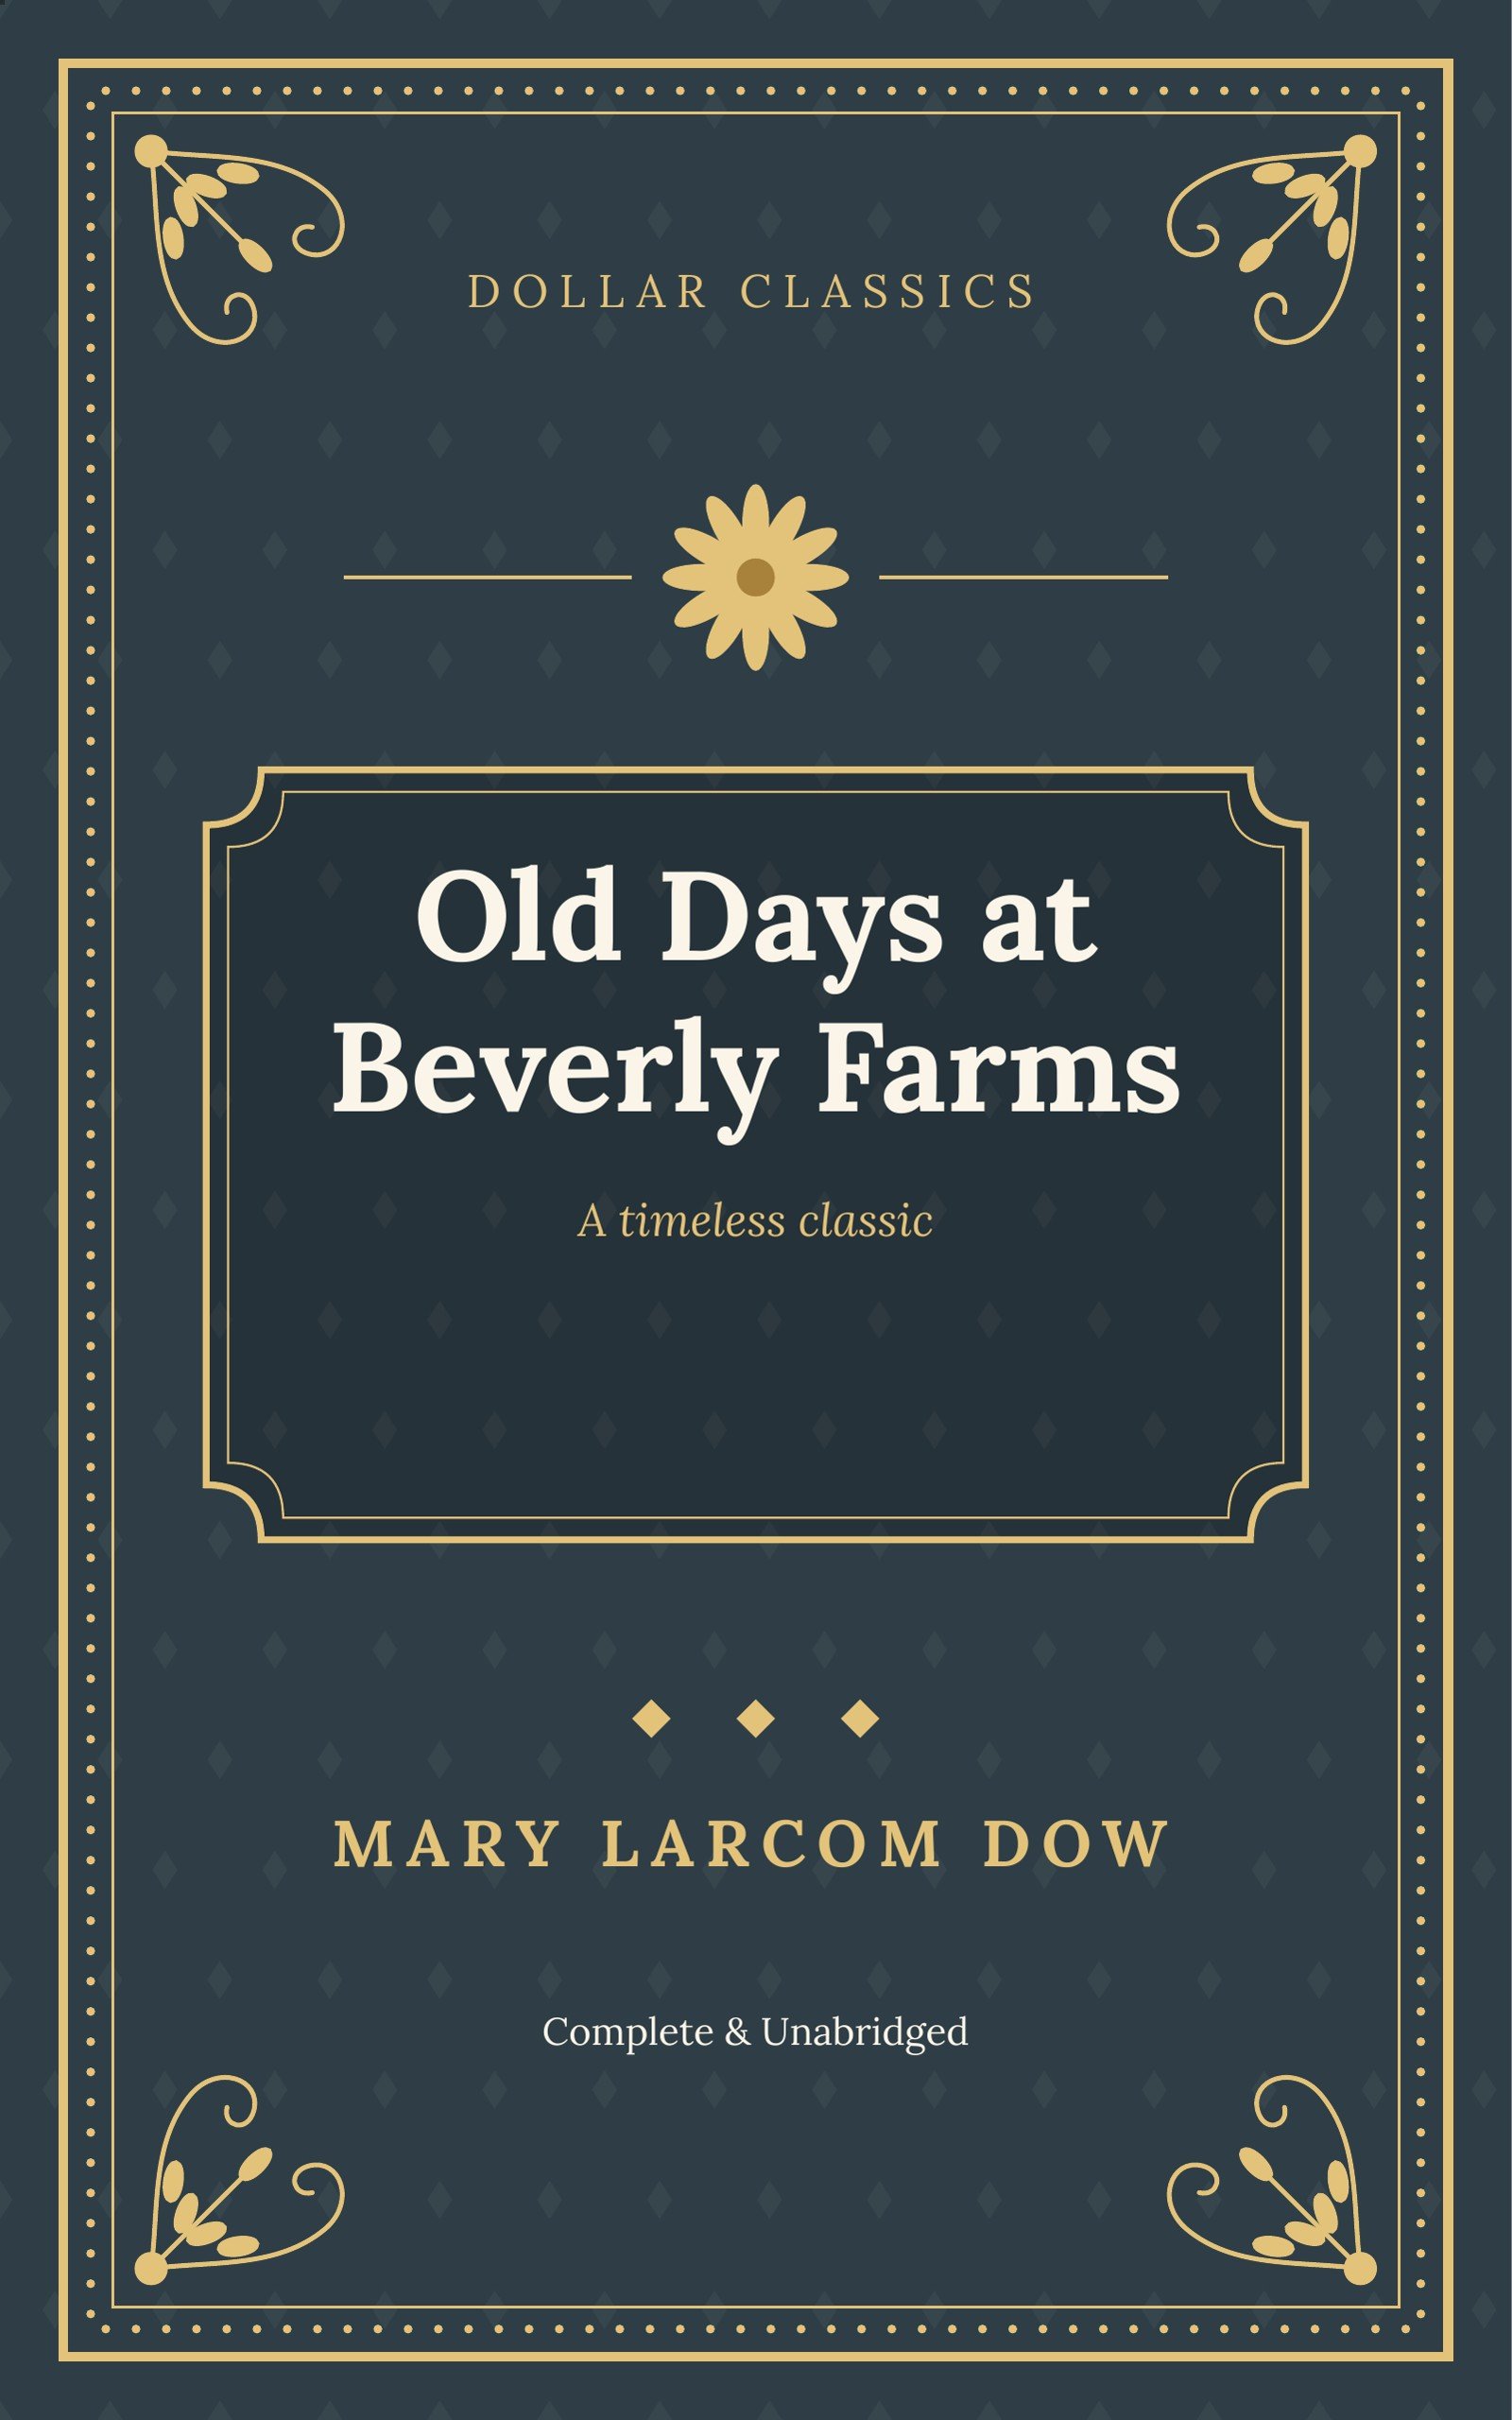 DOLLAR CLASSICS
Old Days at
Beverly Farms
A timeless classic
MARY LARCOM DOW
Complete & Unabridged